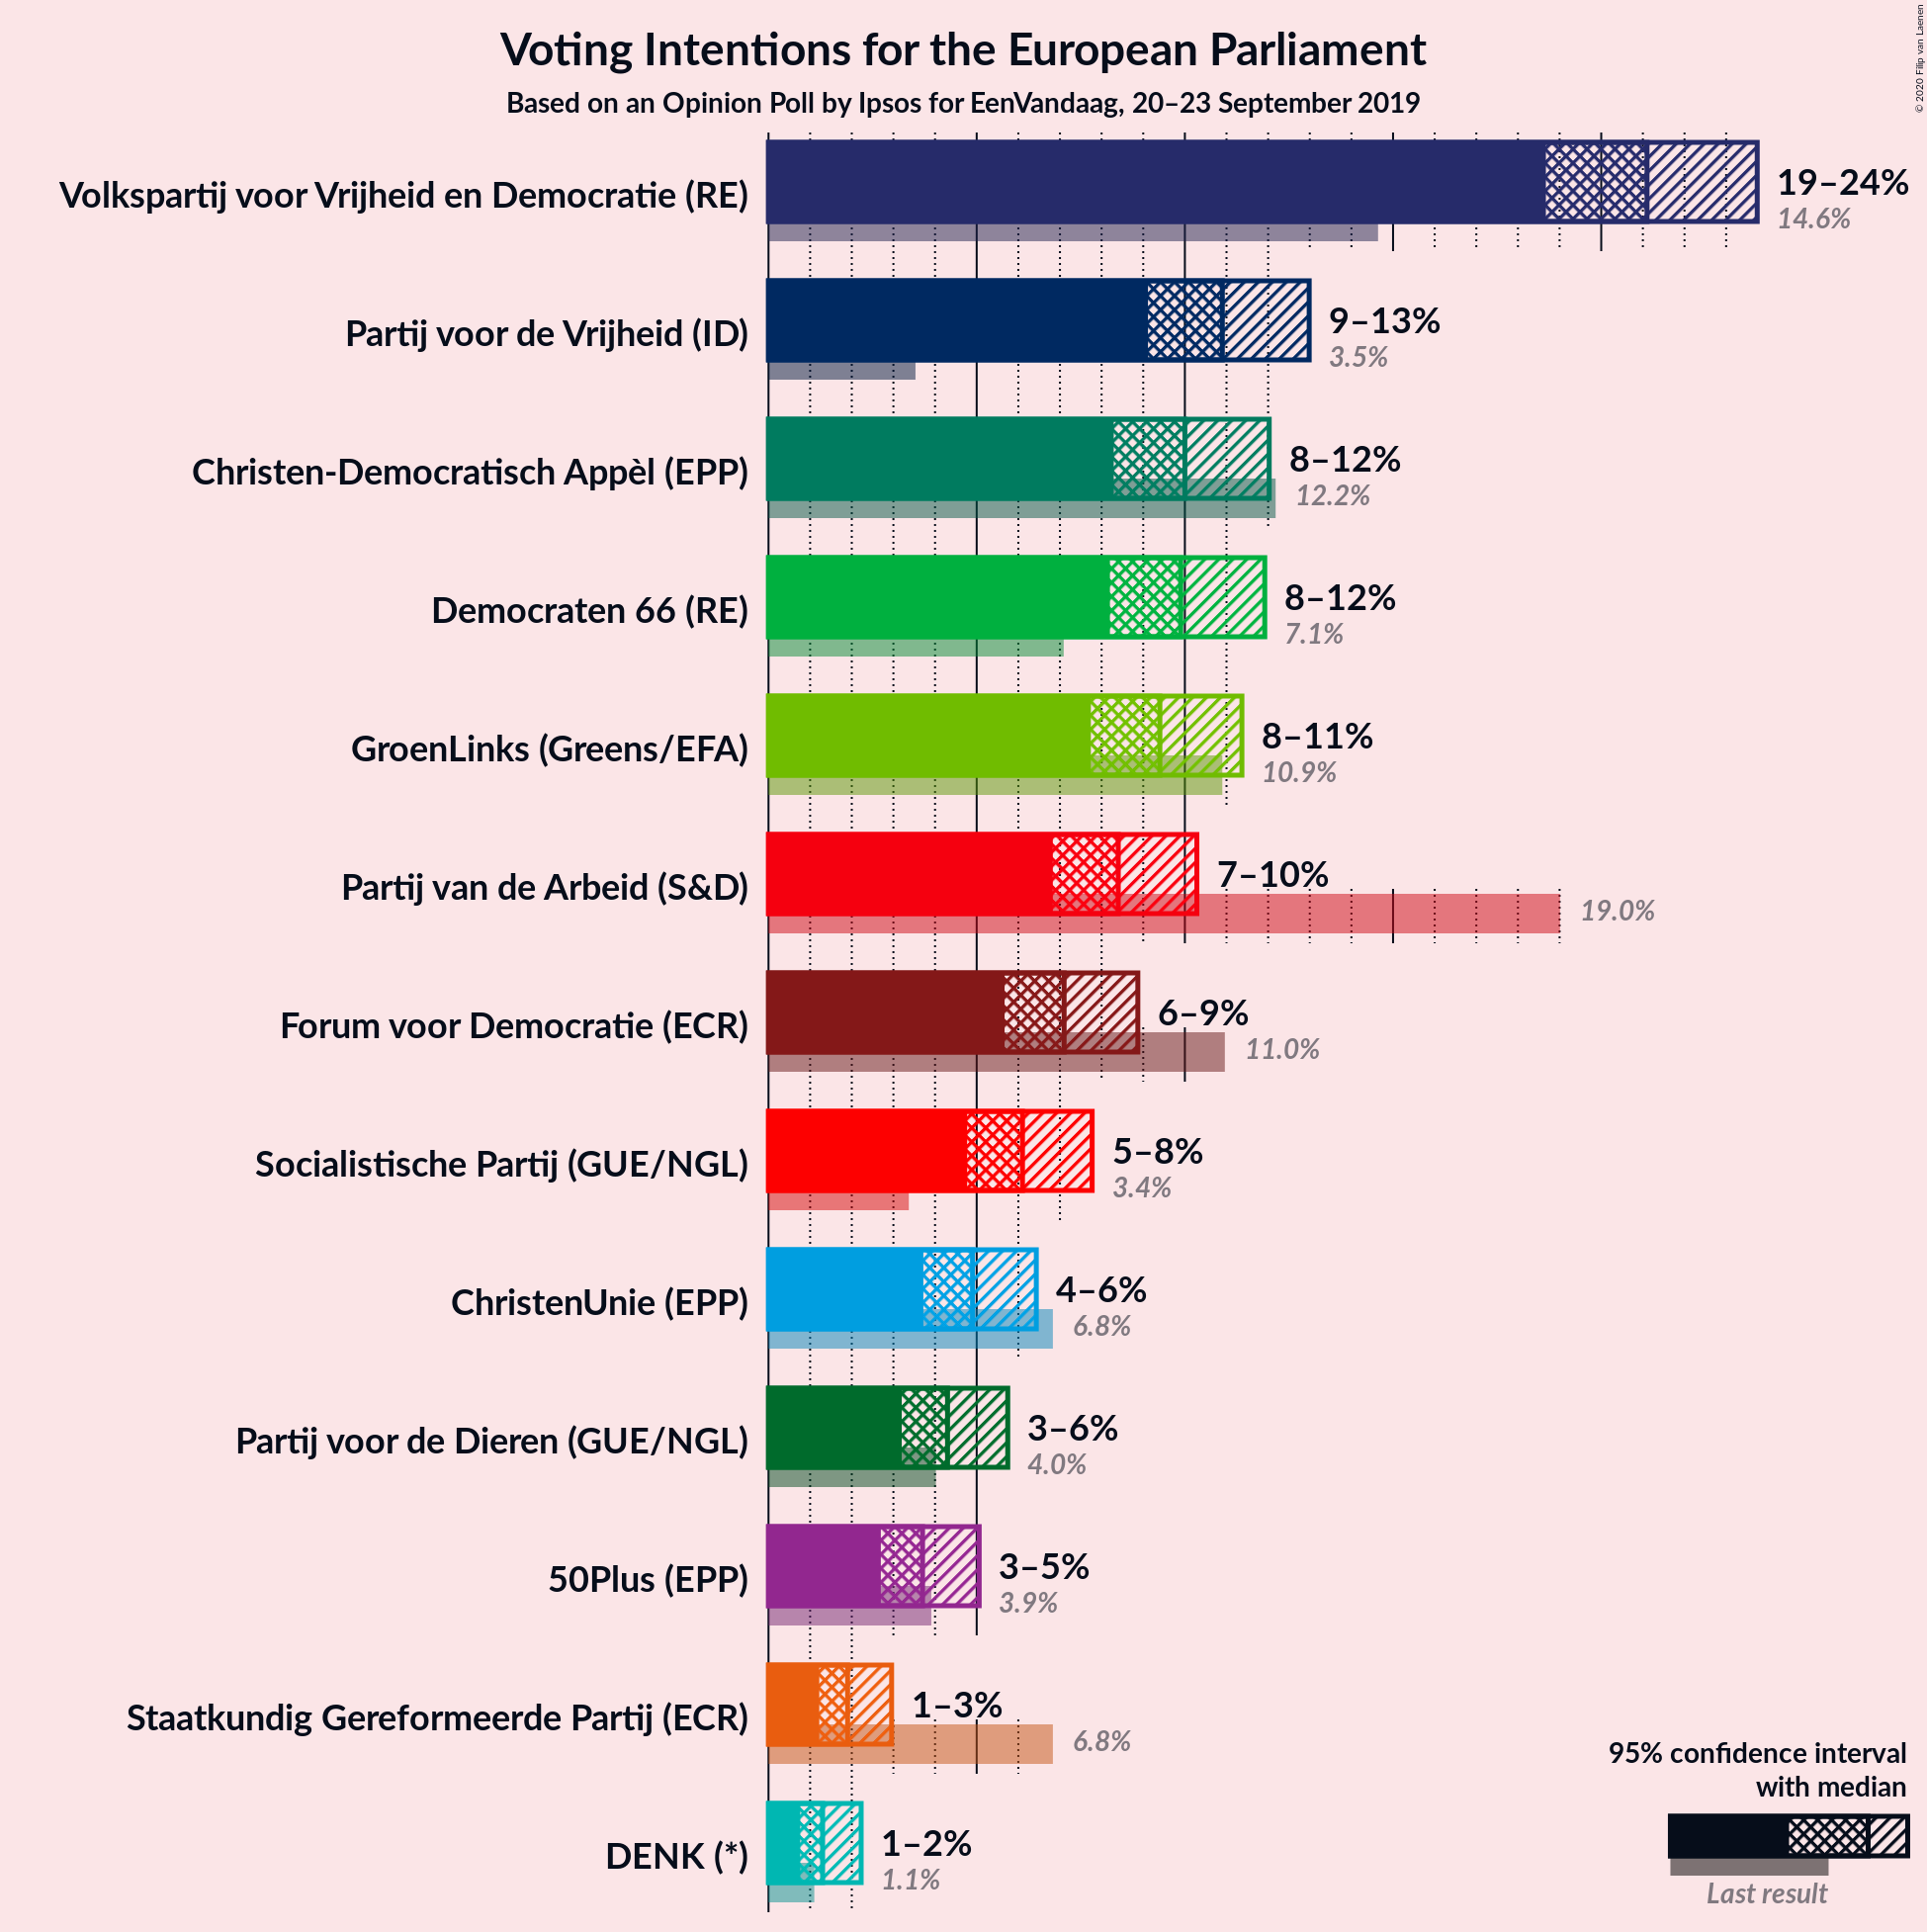 Voting Intentions for the European Parliament
Based on an Opinion Poll by Ipsos for EenVandaag, 20–23 September 2019
© 2020 Filip van Laenen
Volkspartij voor Vrijheid en Democratie (RE)
19–24%
14.6%
Partij voor de Vrijheid (ID)
9–13%
3.5%
Christen-Democratisch Appèl (EPP)
8–12%
12.2%
Democraten 66 (RE)
8–12%
7.1%
GroenLinks (Greens/EFA)
8–11%
10.9%
Partij van de Arbeid (S&D)
7–10%
19.0%
Forum voor Democratie (ECR)
6–9%
11.0%
Socialistische Partij (GUE/NGL)
5–8%
3.4%
ChristenUnie (EPP)
4–6%
6.8%
Partij voor de Dieren (GUE/NGL)
3–6%
4.0%
50Plus (EPP)
3–5%
3.9%
Staatkundig Gereformeerde Partij (ECR)
1–3%
6.8%
DENK (*)
1–2%
1.1%
95% confidence interval
with median
Last result